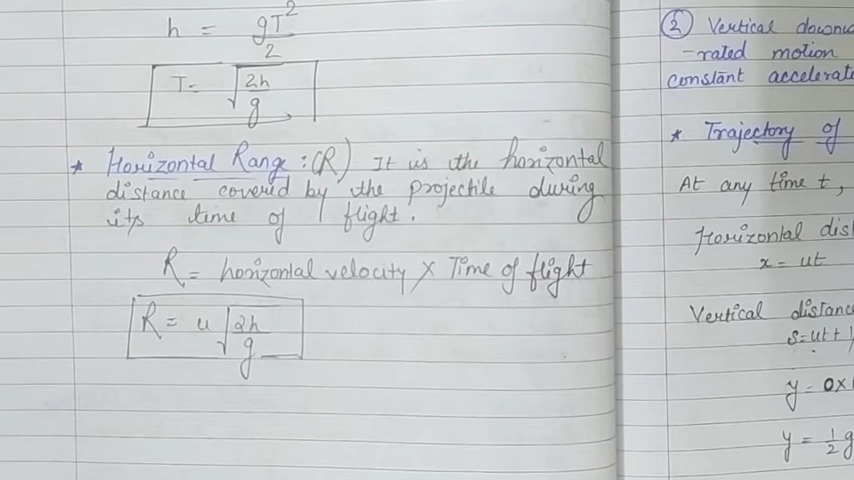 h = gT²/2
T = √(2h/g)
* Horizontal Range :(R) It is the horizontal
distance covered by the projectile during
its time of flight.
R = horizontal velocity × Time of flight
R = u√(2h/g)
② Vertical
-rated motion
constant
* Trajectory of
At any time t,
Horizontal
x = ut
Vertical
s = ut +
y = 0×
y = ½g